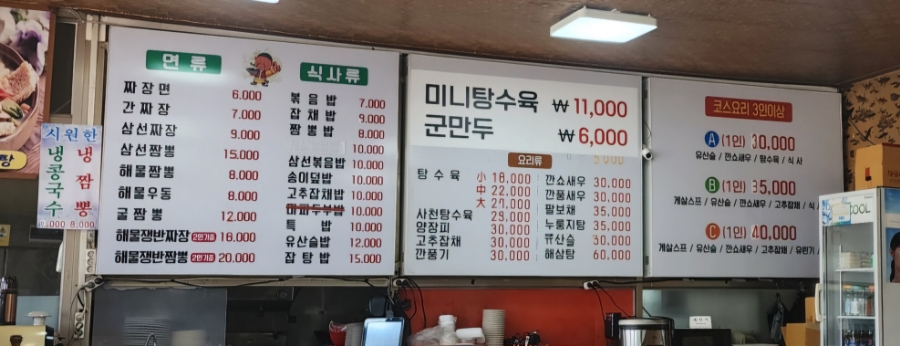 시원한
냉콩국수
냉짬뽕
8.000
면류
짜장면 6.000
간짜장 7.000
삼선짜장 9.000
삼선짬뽕 15.000
해물짬뽕 8.000
해물우동 8.000
굴짬뽕 12.000
해물쟁반짜장 2인기준 16.000
해물쟁반짬뽕 2인기준 20.000
식사류
볶음밥 7.000
잡채밥 9.000
짬뽕밥 8.000
10.000
삼선볶음밥 10.000
송이덮밥 10.000
고추잡채밥 10.000
마파두부밥 10.000
특밥 10.000
유산슬밥 12.000
잡탕밥 15.000
미니탕수육 ₩11,000
군만두 ₩6,000
요리류
탕수육 小 18,000
中 22,000
大
사천탕수육
양장피 30.000
고추잡채 30.000
깐풍기 30.000
깐쇼새우 30.000
깐풍새우 30.000
팔보채 35.000
누룽지탕 35.000
류산슬
해삼탕 60.000
코스요리 3인이상
A (1인) 30,000
유산슬 / 깐쇼새우 / 탕수육 / 식사
B (1인) 35,000
게살스프 / 유산슬 / 깐쇼새우 / 고추잡채 / 식
C (1인) 40,000
게살스프 / 유산슬 / 깐쇼새우 / 고추잡채 / 유린기 /